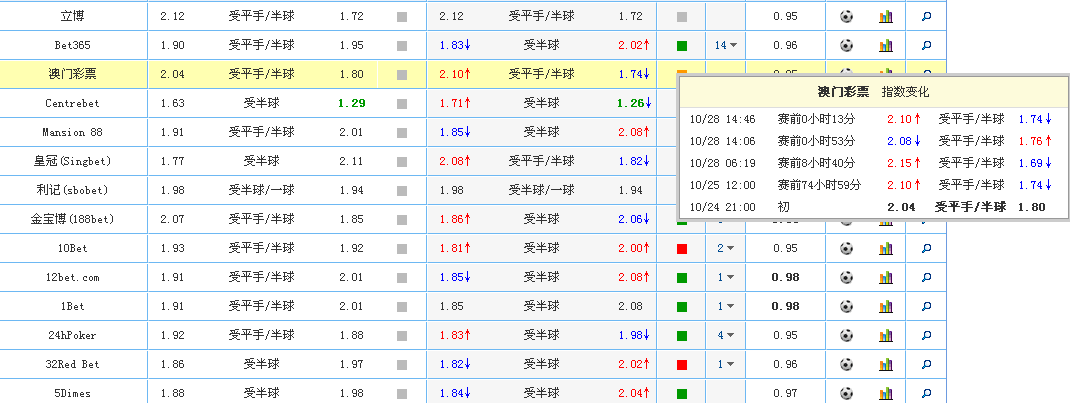 立博 2.12 受平手/半球 1.72 2.12 受平手/半球 1.72 0.95
Bet365 1.90 受平手/半球 1.95 1.83↓ 受半球 2.02↑ 14 0.96
澳门彩票 2.04 受平手/半球 1.80 2.10↑ 受平手/半球 1.74↓
澳门彩票 指数变化
Centrebet 1.63 受半球 1.29 1.71↑ 受半球 1.26↓
10/28 14:46 赛前0小时13分 2.10↑ 受平手/半球 1.74↓
Mansion 88 1.91 受平手/半球 2.01 1.85↓ 受半球 2.08↑
10/28 14:06 赛前0小时53分 2.08↓ 受平手/半球 1.76↑
皇冠(Singbet) 1.77 受半球 2.11 2.08↑ 受平手/半球 1.82↓
10/28 06:19 赛前8小时40分 2.15↑ 受平手/半球 1.69↓
利记(sbobet) 1.98 受半球/一球 1.94 1.98 受半球/一球 1.94
10/25 12:00 赛前74小时59分 2.10↑ 受平手/半球 1.74↓
10/24 21:00 初 2.04 受平手/半球 1.80
金宝博(188bet) 2.07 受平手/半球 1.85 1.86↑ 受半球 2.06↓
10Bet 1.93 受平手/半球 1.92 1.81↑ 受半球 2.00↑ 2 0.95
12bet.com 1.91 受平手/半球 2.01 1.85↓ 受半球 2.08↑ 1 0.98
1Bet 1.91 受平手/半球 2.01 1.85 受半球 2.08 1 0.98
24hPoker 1.92 受平手/半球 1.88 1.83↑ 受半球 1.98↓ 4 0.95
32Red Bet 1.86 受半球 1.97 1.82↓ 受半球 2.02↑ 1 0.96
5Dimes 1.88 受半球 1.98 1.84↓ 受半球 2.04↑ 0.97